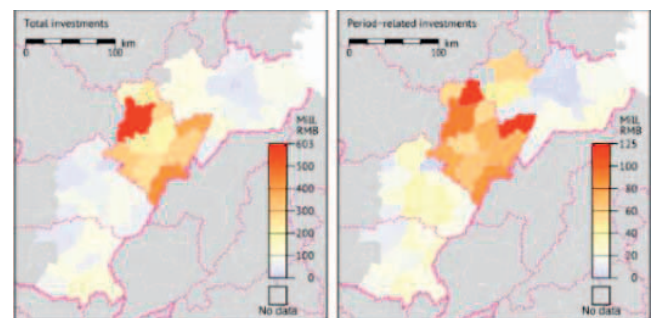 Total investments
0 100 km
Mill.
RMB
603
500
400
300
200
100
0
No data
Period-related investments
0 100 km
Mill.
RMB
125
100
80
60
40
20
0
No data